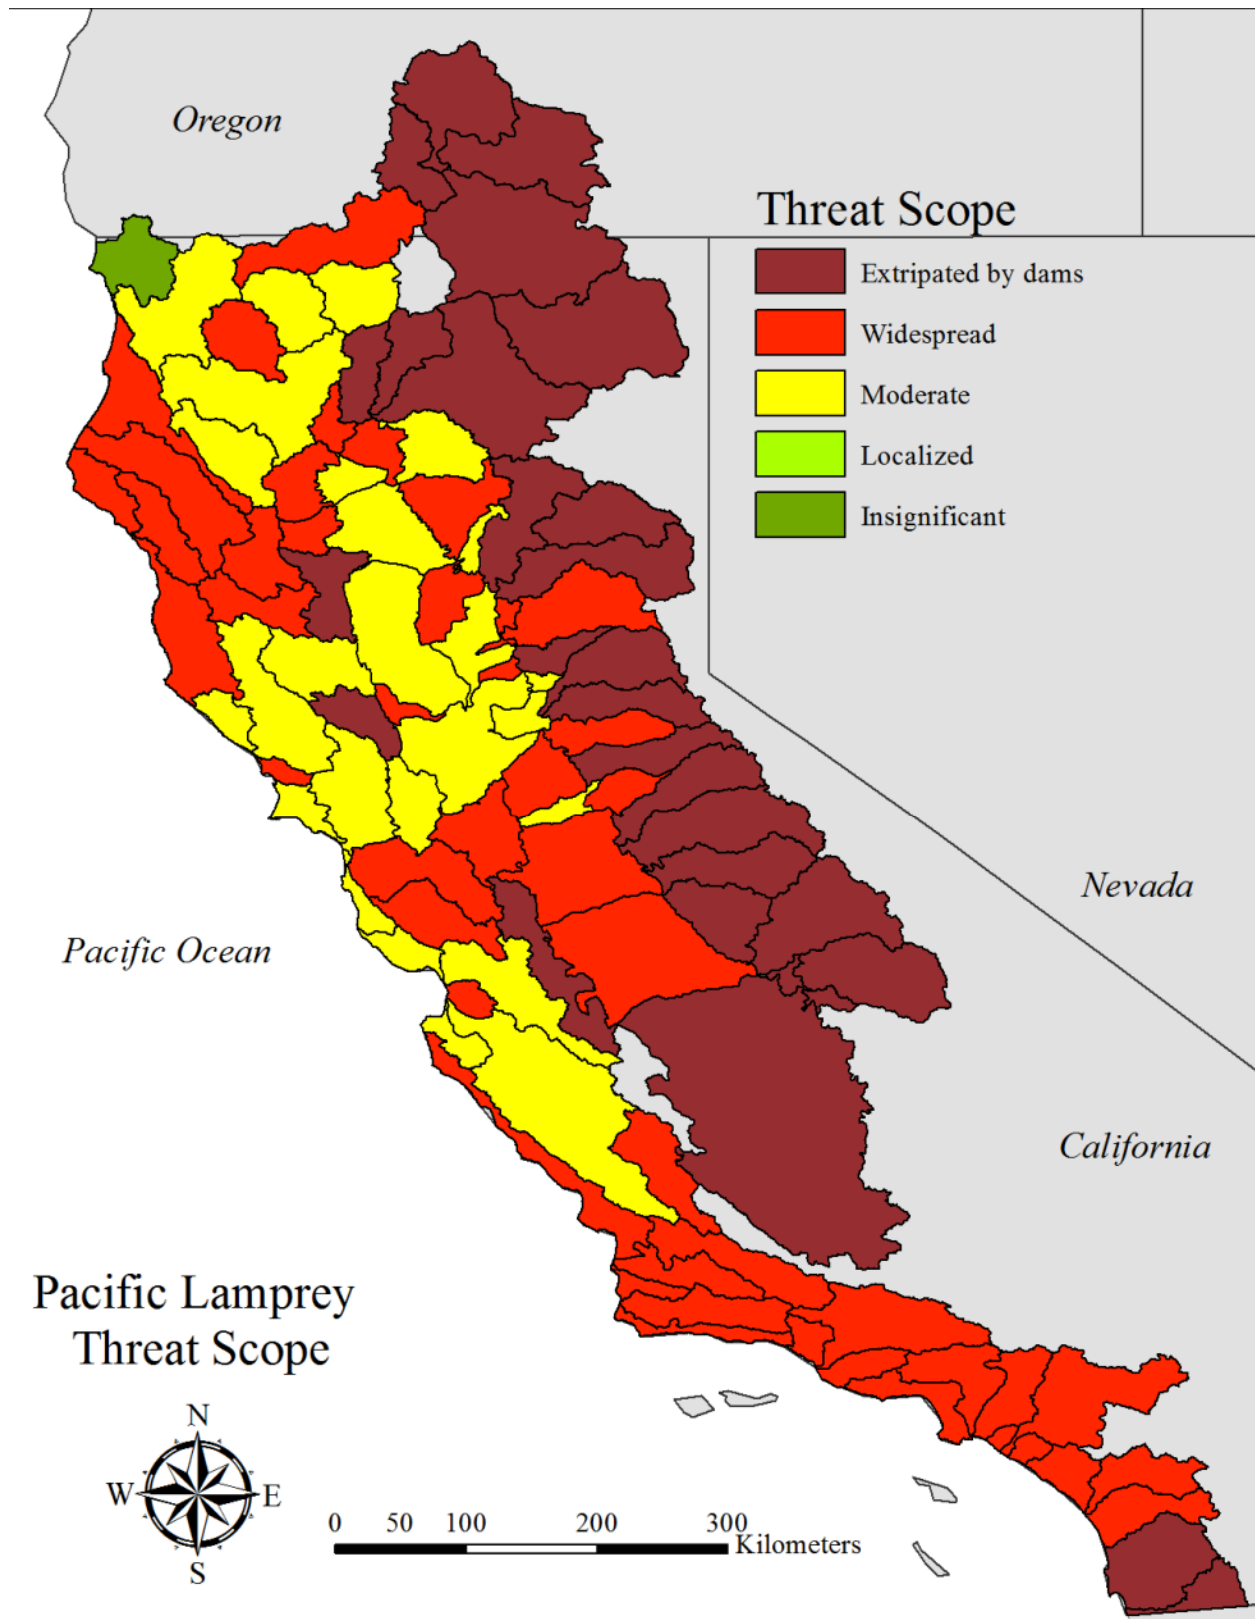 Oregon
Threat Scope
Extripated by dams
Widespread
Moderate
Localized
Insignificant
Nevada
Pacific Ocean
California
Pacific Lamprey
Threat Scope
N
W
E
S
0 50 100 200 300
Kilometers